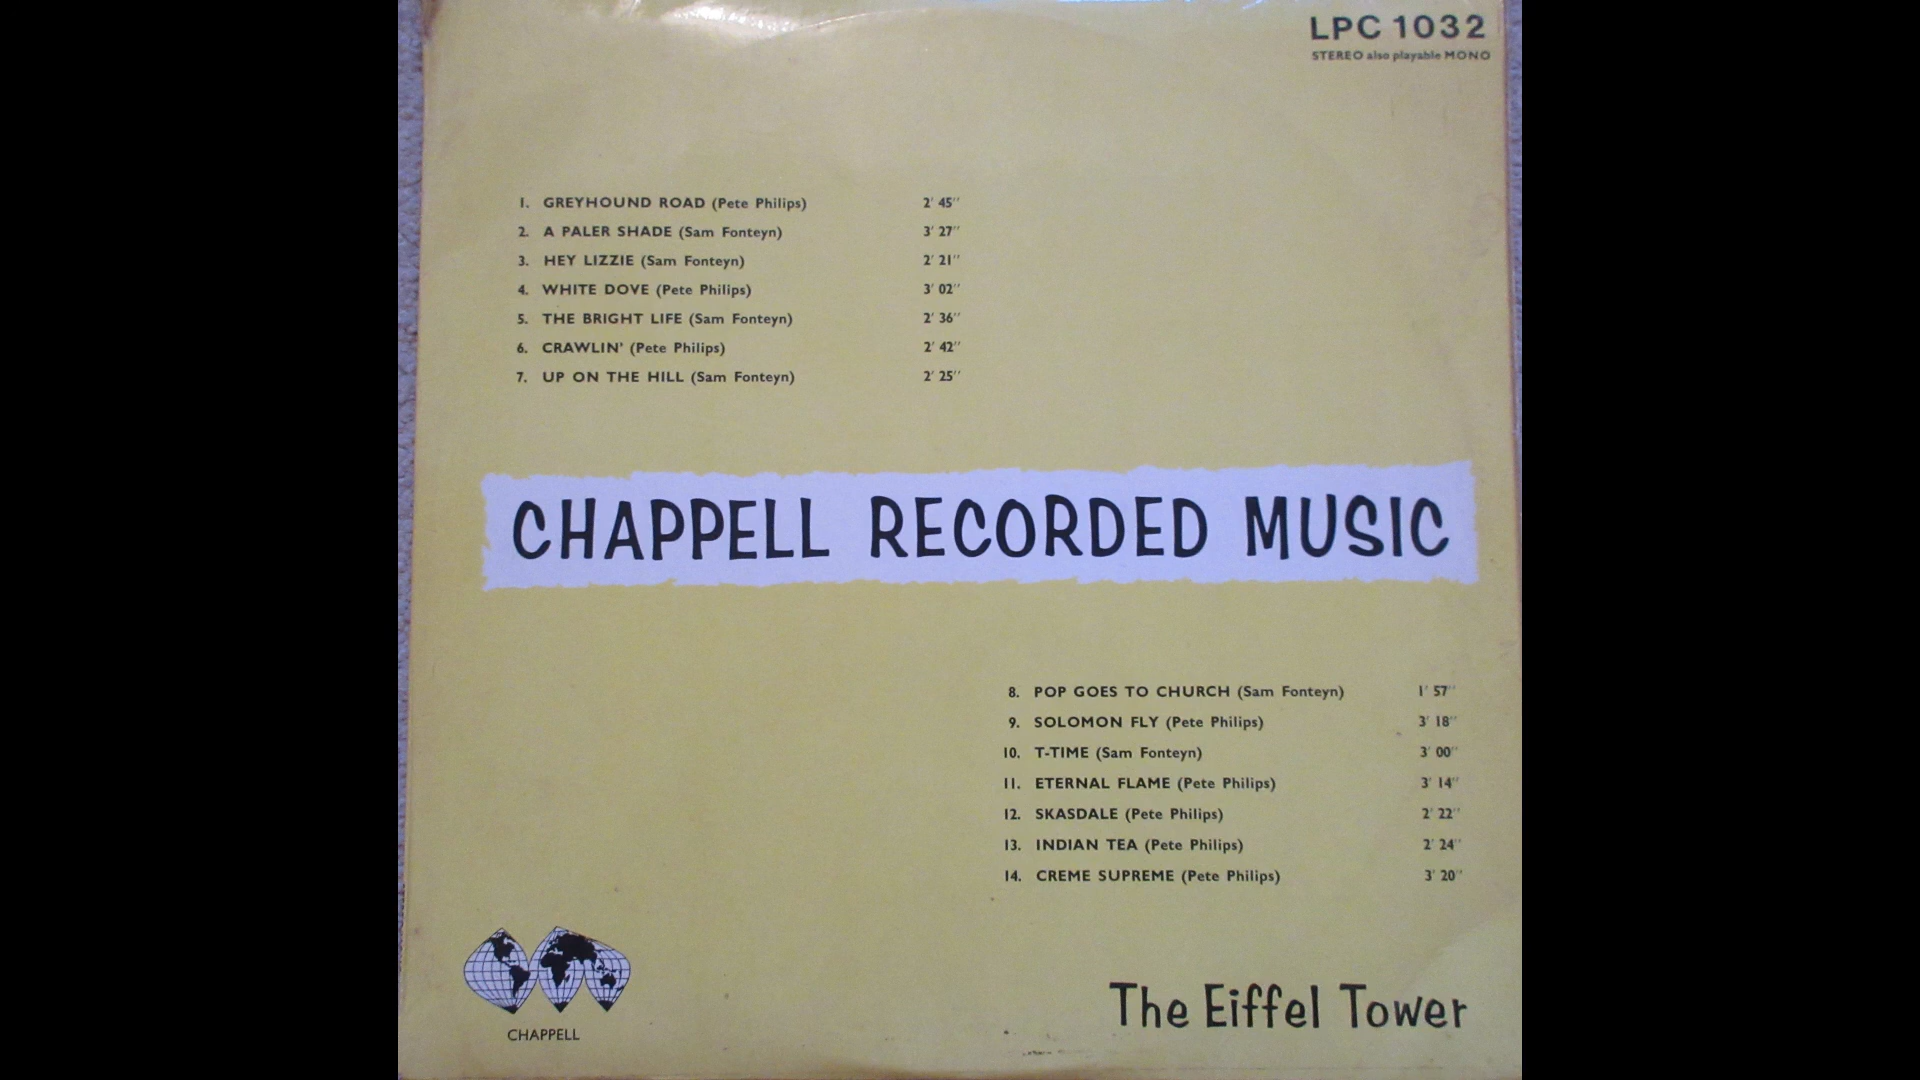 LPC 1032
STEREO also playable MONO
1. GREYHOUND ROAD (Pete Philips) 2' 45''
2. A PALER SHADE (Sam Fonteyn) 3' 27''
3. HEY LIZZIE (Sam Fonteyn) 2' 21''
4. WHITE DOVE (Pete Philips) 3' 02''
5. THE BRIGHT LIFE (Sam Fonteyn) 2' 36''
6. CRAWLIN' (Pete Philips) 2' 42''
7. UP ON THE HILL (Sam Fonteyn) 2' 25''
CHAPPELL RECORDED MUSIC
8. POP GOES TO CHURCH (Sam Fonteyn) 1' 57''
9. SOLOMON FLY (Pete Philips) 3' 18''
10. T-TIME (Sam Fonteyn) 3' 00''
11. ETERNAL FLAME (Pete Philips) 3' 14''
12. SKASDALE (Pete Philips) 2' 22''
13. INDIAN TEA (Pete Philips) 2' 24''
14. CREME SUPREME (Pete Philips) 3' 20''
CHAPPELL
The Eiffel Tower